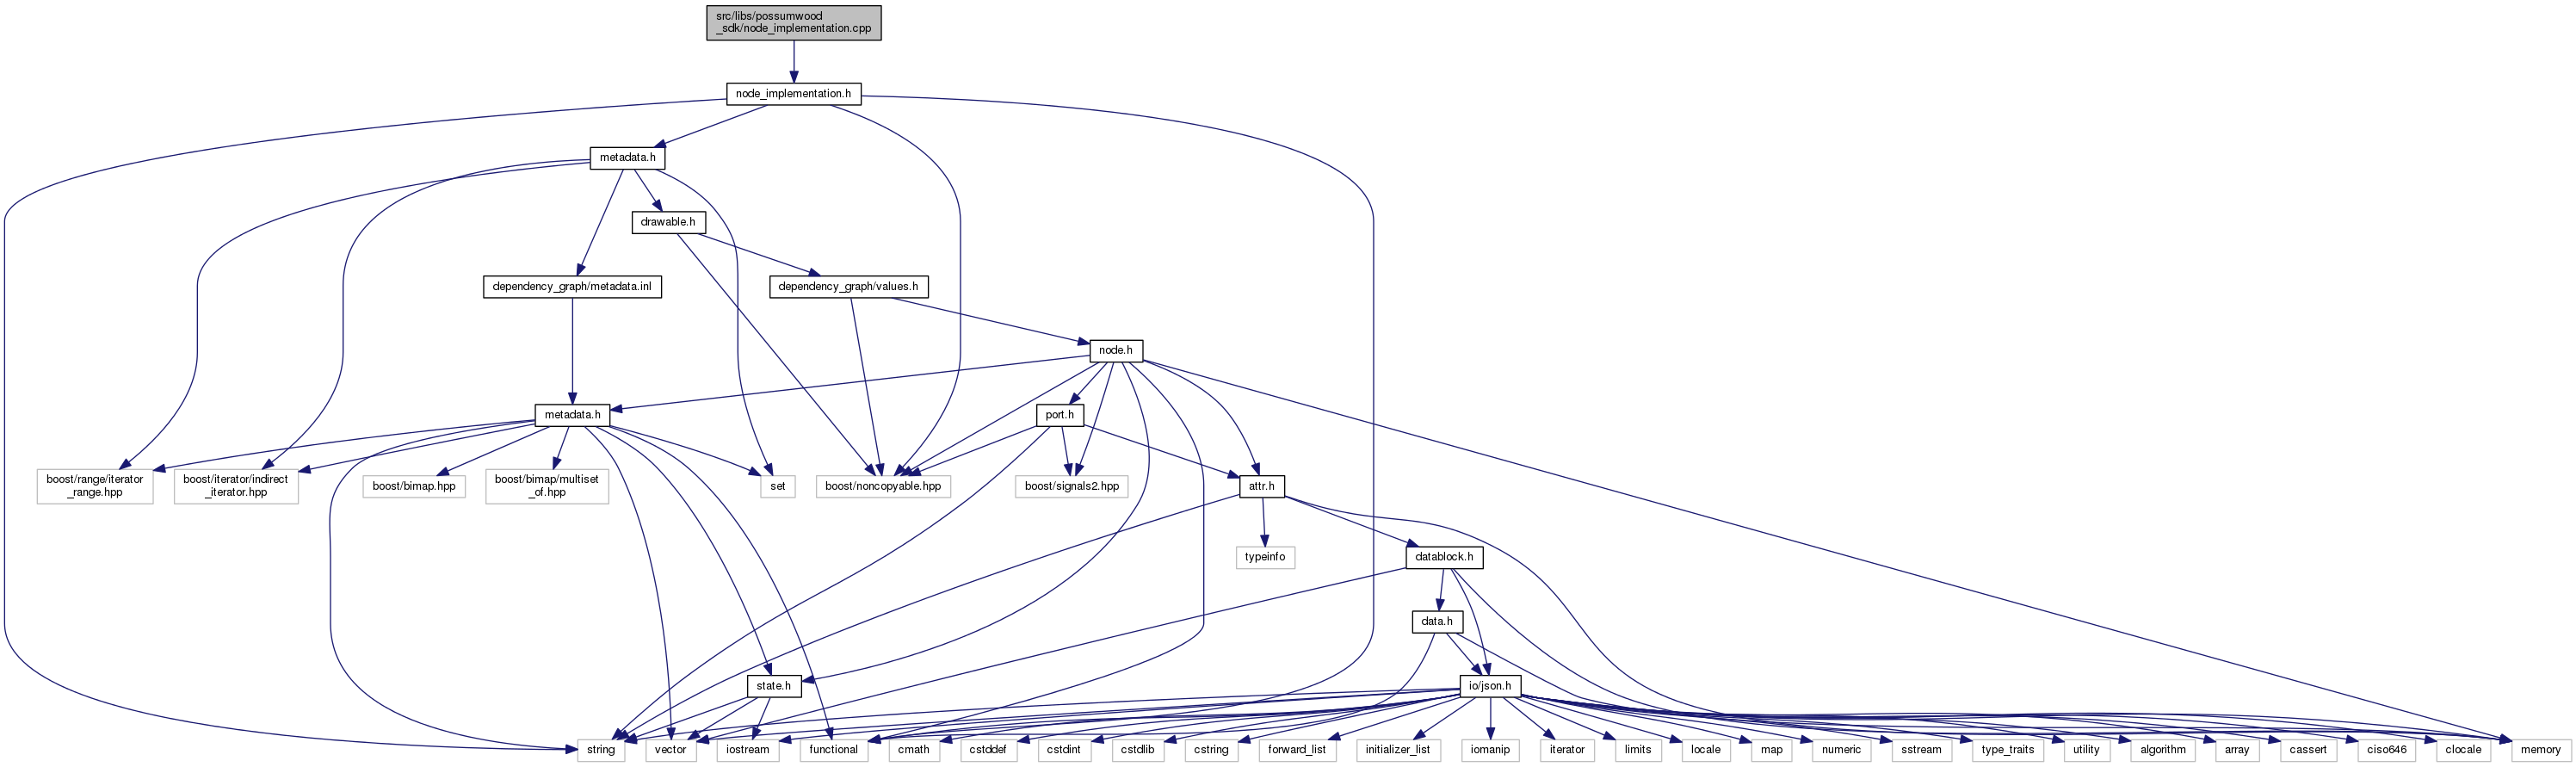 src/libs/possumwood
_sdk/node_implementation.cpp
node_implementation.h
metadata.h
drawable.h
dependency_graph/metadata.inl
dependency_graph/values.h
node.h
metadata.h
port.h
boost/range/iterator
_range.hpp
boost/iterator/indirect
_iterator.hpp
boost/bimap.hpp
boost/bimap/multiset
_of.hpp
set
boost/noncopyable.hpp
boost/signals2.hpp
attr.h
typeinfo
datablock.h
data.h
state.h
io/json.h
string
vector
iostream
functional
cmath
cstddef
cstdint
cstdlib
cstring
forward_list
initializer_list
iomanip
iterator
limits
locale
map
numeric
sstream
type_traits
utility
algorithm
array
cassert
ciso646
clocale
memory